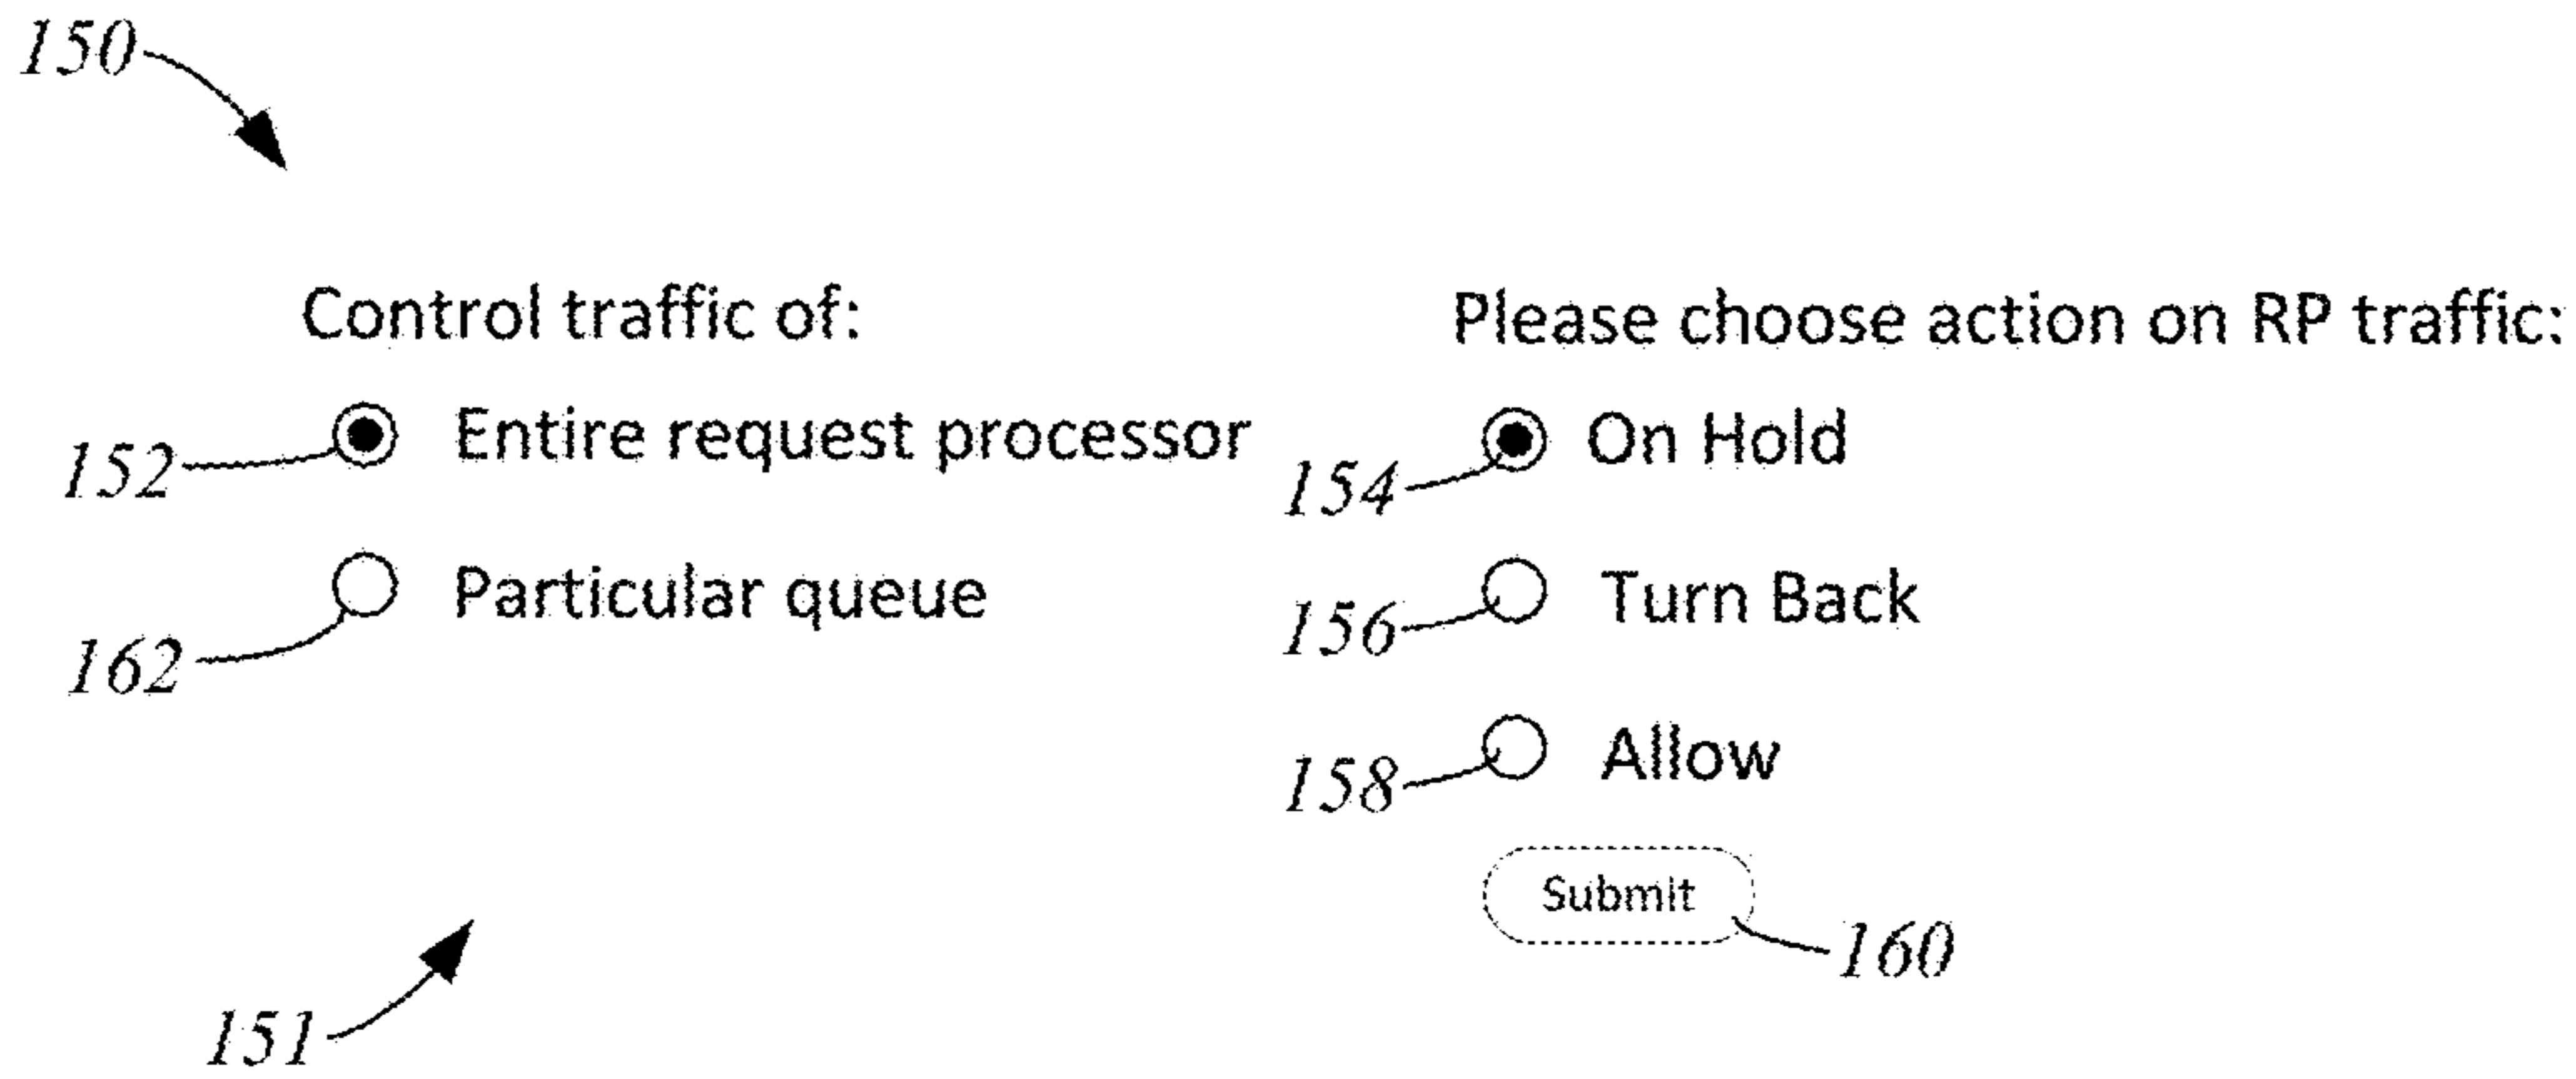 150
Control traffic of:
Entire request processor
152
Particular queue
162
151
Please choose action on RP traffic:
On Hold
154
Turn Back
156
Allow
158
Submit
160